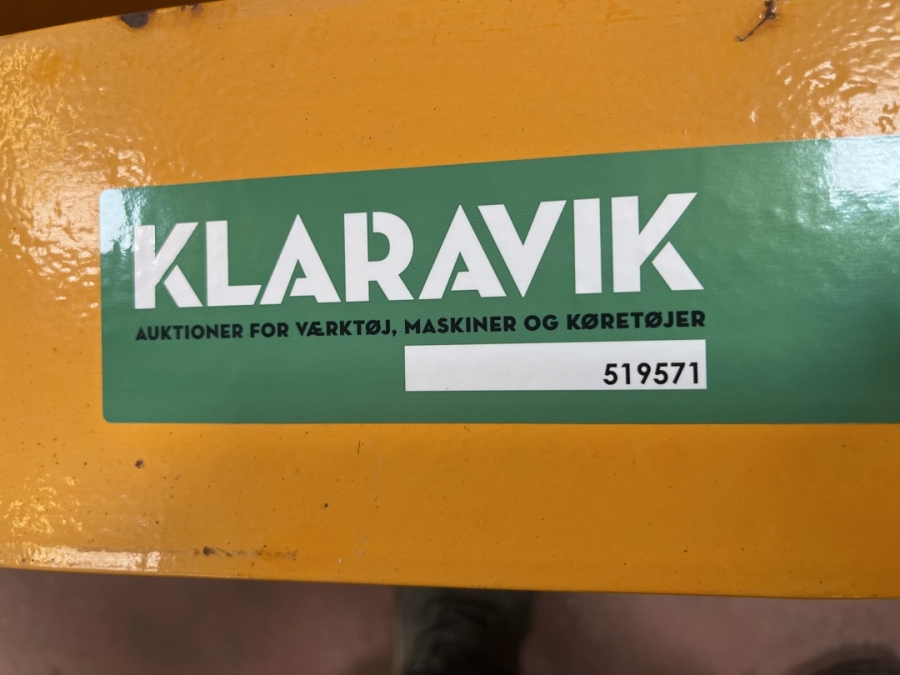 KLARAVIK
AUKTIONER FOR VÆRKTØJ, MASKINER OG KØRETØJER
519571